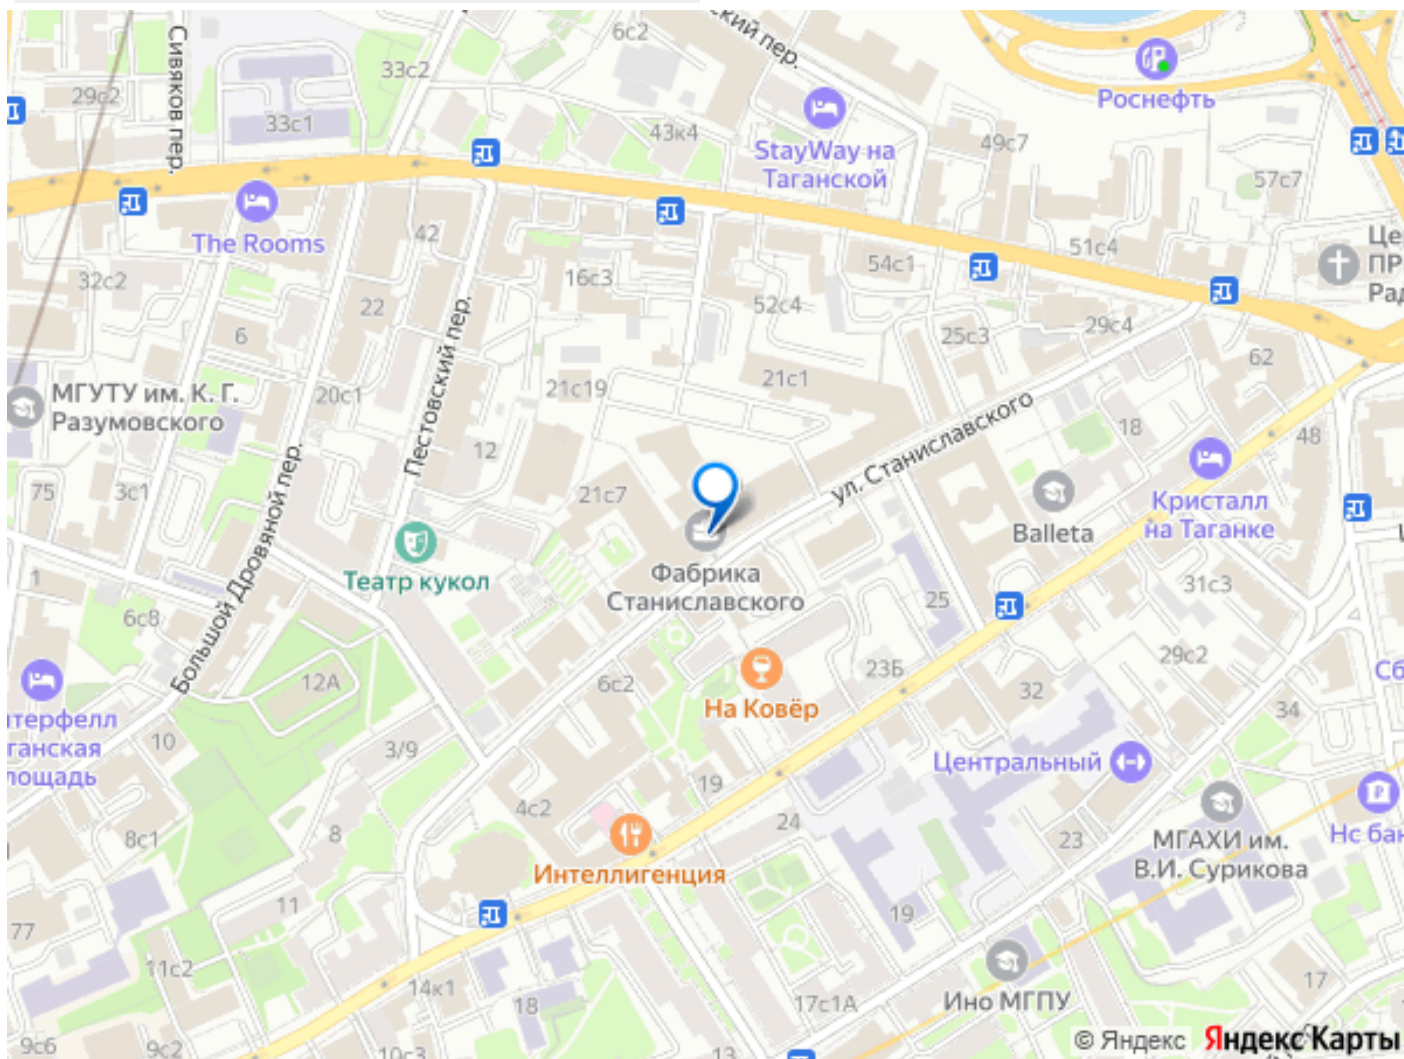 ский пер.
6с2
Сивяков пер.
33с2
29с2
33с1
Роснефть
43к4
StayWay на
Таганской
49с7
57с7
The Rooms
42
32с2
16с3
51с4
54с1
52с4
22
6
25с3
29с4
62
Пестовский пер.
МГУТУ им. К. Г.
Разумовского
20с1
21с19
21с1
ул. Станиславского
18
48
12
Кристалл
на Таганке
75
3с1
21с7
Balleta
Большой Дровяной пер.
Театр кукол
Фабрика
Станиславского
1
6с8
25
31с3
12А
6с2
23Б
29с2
На Ковёр
32
34
10
3/9
Центральный
19
4с2
8с1
8
24
23
МГАХИ им.
В.И. Сурикова
Интеллигенция
11
19
77
11с2
14к1
18
17с1А
Ино МГПУ
17
9с6
9с2
10с3
13
© Яндекс Яндекс Карты